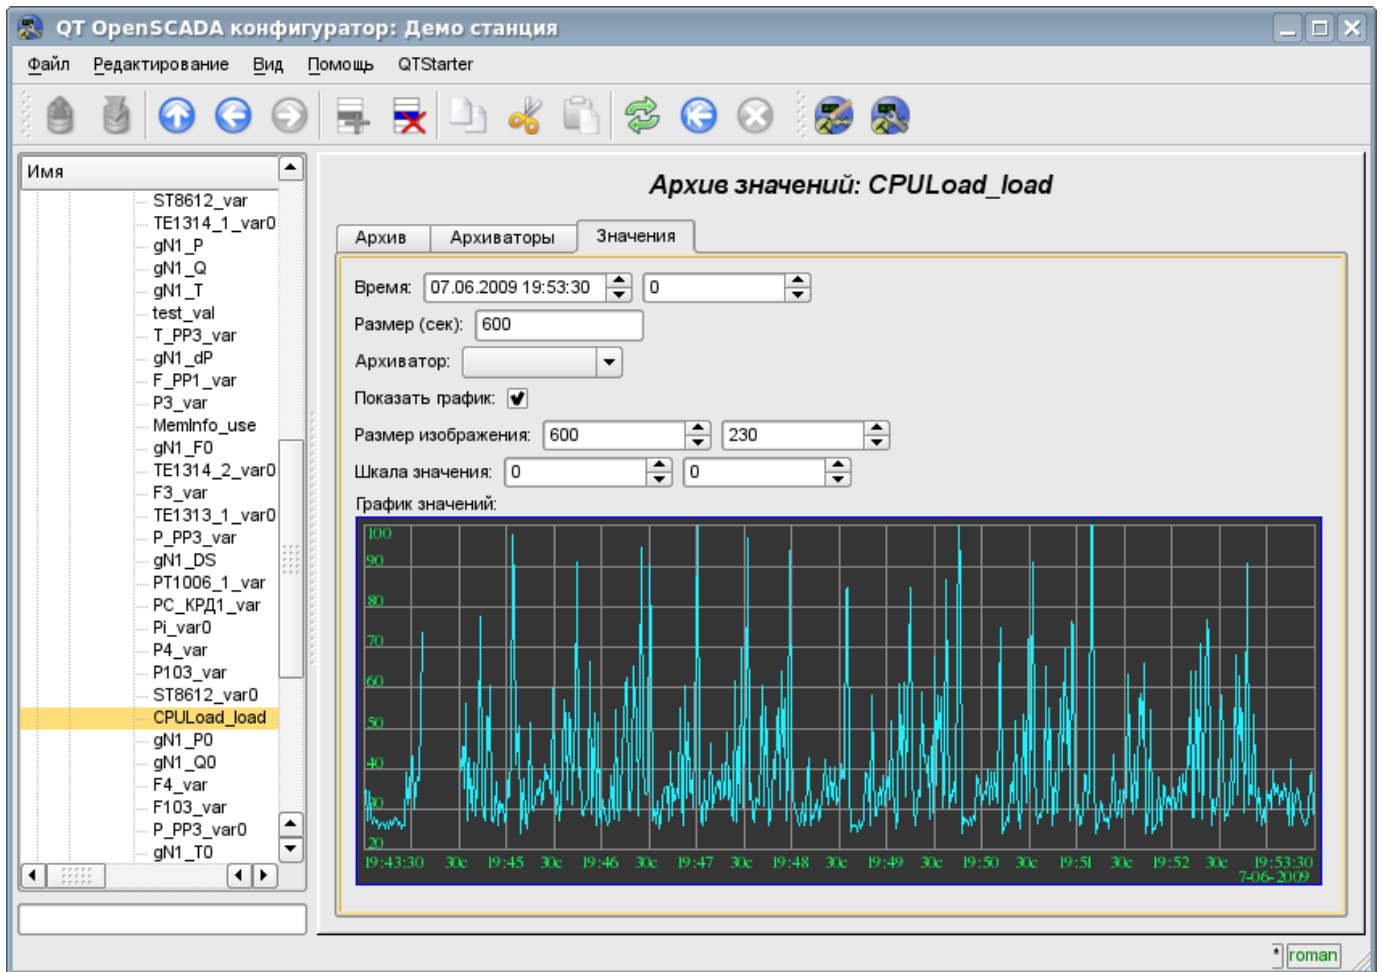 QT OpenSCADA конфигуратор: Демо станция
Файл Редактирование Вид Помощь QTStarter
Имя
ST8612_var
TE1314_1_var0
gN1_P
gN1_Q
gN1_T
test_val
T_PP3_var
gN1_dP
F_PP1_var
P3_var
MemInfo_use
gN1_F0
TE1314_2_var0
F3_var
TE1313_1_var0
P_PP3_var
gN1_DS
PT1006_1_var
PC_КРД1_var
Pi_var0
P4_var
P103_var
ST8612_var0
CPULoad_load
gN1_P0
gN1_Q0
F4_var
F103_var
P_PP3_var0
gN1_T0
Архив значений: CPULoad_load
Архив Архиваторы Значения
Время: 07.06.2009 19:53:30 0
Размер (сек): 600
Архиватор:
Показать график:
Размер изображения: 600 230
Шкала значения: 0 0
График значений:
100
90
80
70
60
50
40
30
20
19:43:30 30с 19:45 30с 19:46 30с 19:47 30с 19:48 30с 19:49 30с 19:50 30с 19:51 30с 19:52 30с 19:53:30
7-06-2009
* roman